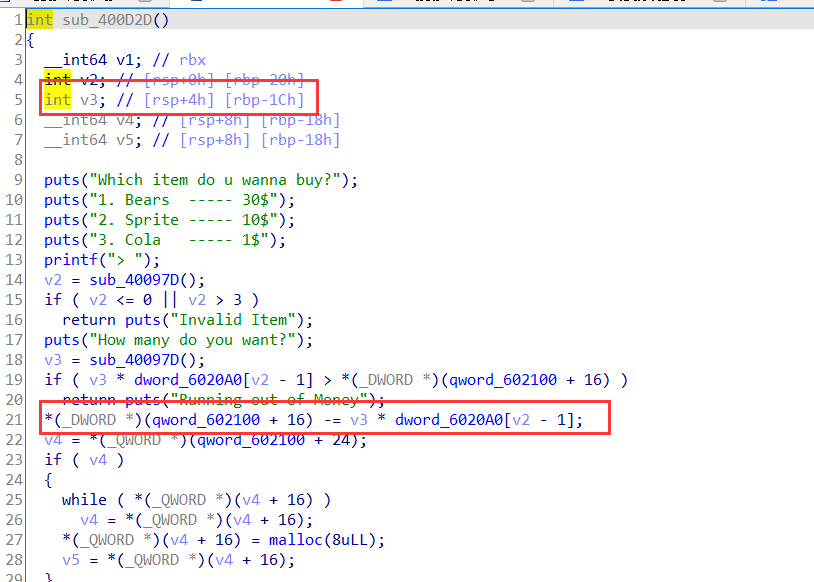 1 int sub_400D2D()
2 {
3 __int64 v1; // rbx
4 int v2; // [rsp+0h] [rbp-20h]
5 int v3; // [rsp+4h] [rbp-1Ch]
6 __int64 v4; // [rsp+8h] [rbp-18h]
7 __int64 v5; // [rsp+8h] [rbp-18h]
8
9 puts("Which item do u wanna buy?");
10 puts("1. Bears  ----- 30$");
11 puts("2. Sprite ----- 10$");
12 puts("3. Cola   ----- 1$");
13 printf("> ");
14 v2 = sub_40097D();
15 if ( v2 <= 0 || v2 > 3 )
16 return puts("Invalid Item");
17 puts("How many do you want?");
18 v3 = sub_40097D();
19 if ( v3 * dword_6020A0[v2 - 1] > *(_DWORD *)(qword_602100 + 16) )
20 return puts("Running out of Money");
21 *(_DWORD *)(qword_602100 + 16) -= v3 * dword_6020A0[v2 - 1];
22 v4 = *(_QWORD *)(qword_602100 + 24);
23 if ( v4 )
24 {
25 while ( *(_QWORD *)(v4 + 16) )
26 v4 = *(_QWORD *)(v4 + 16);
27 *(_QWORD *)(v4 + 16) = malloc(8uLL);
28 v5 = *(_QWORD *)(v4 + 16);
29 }